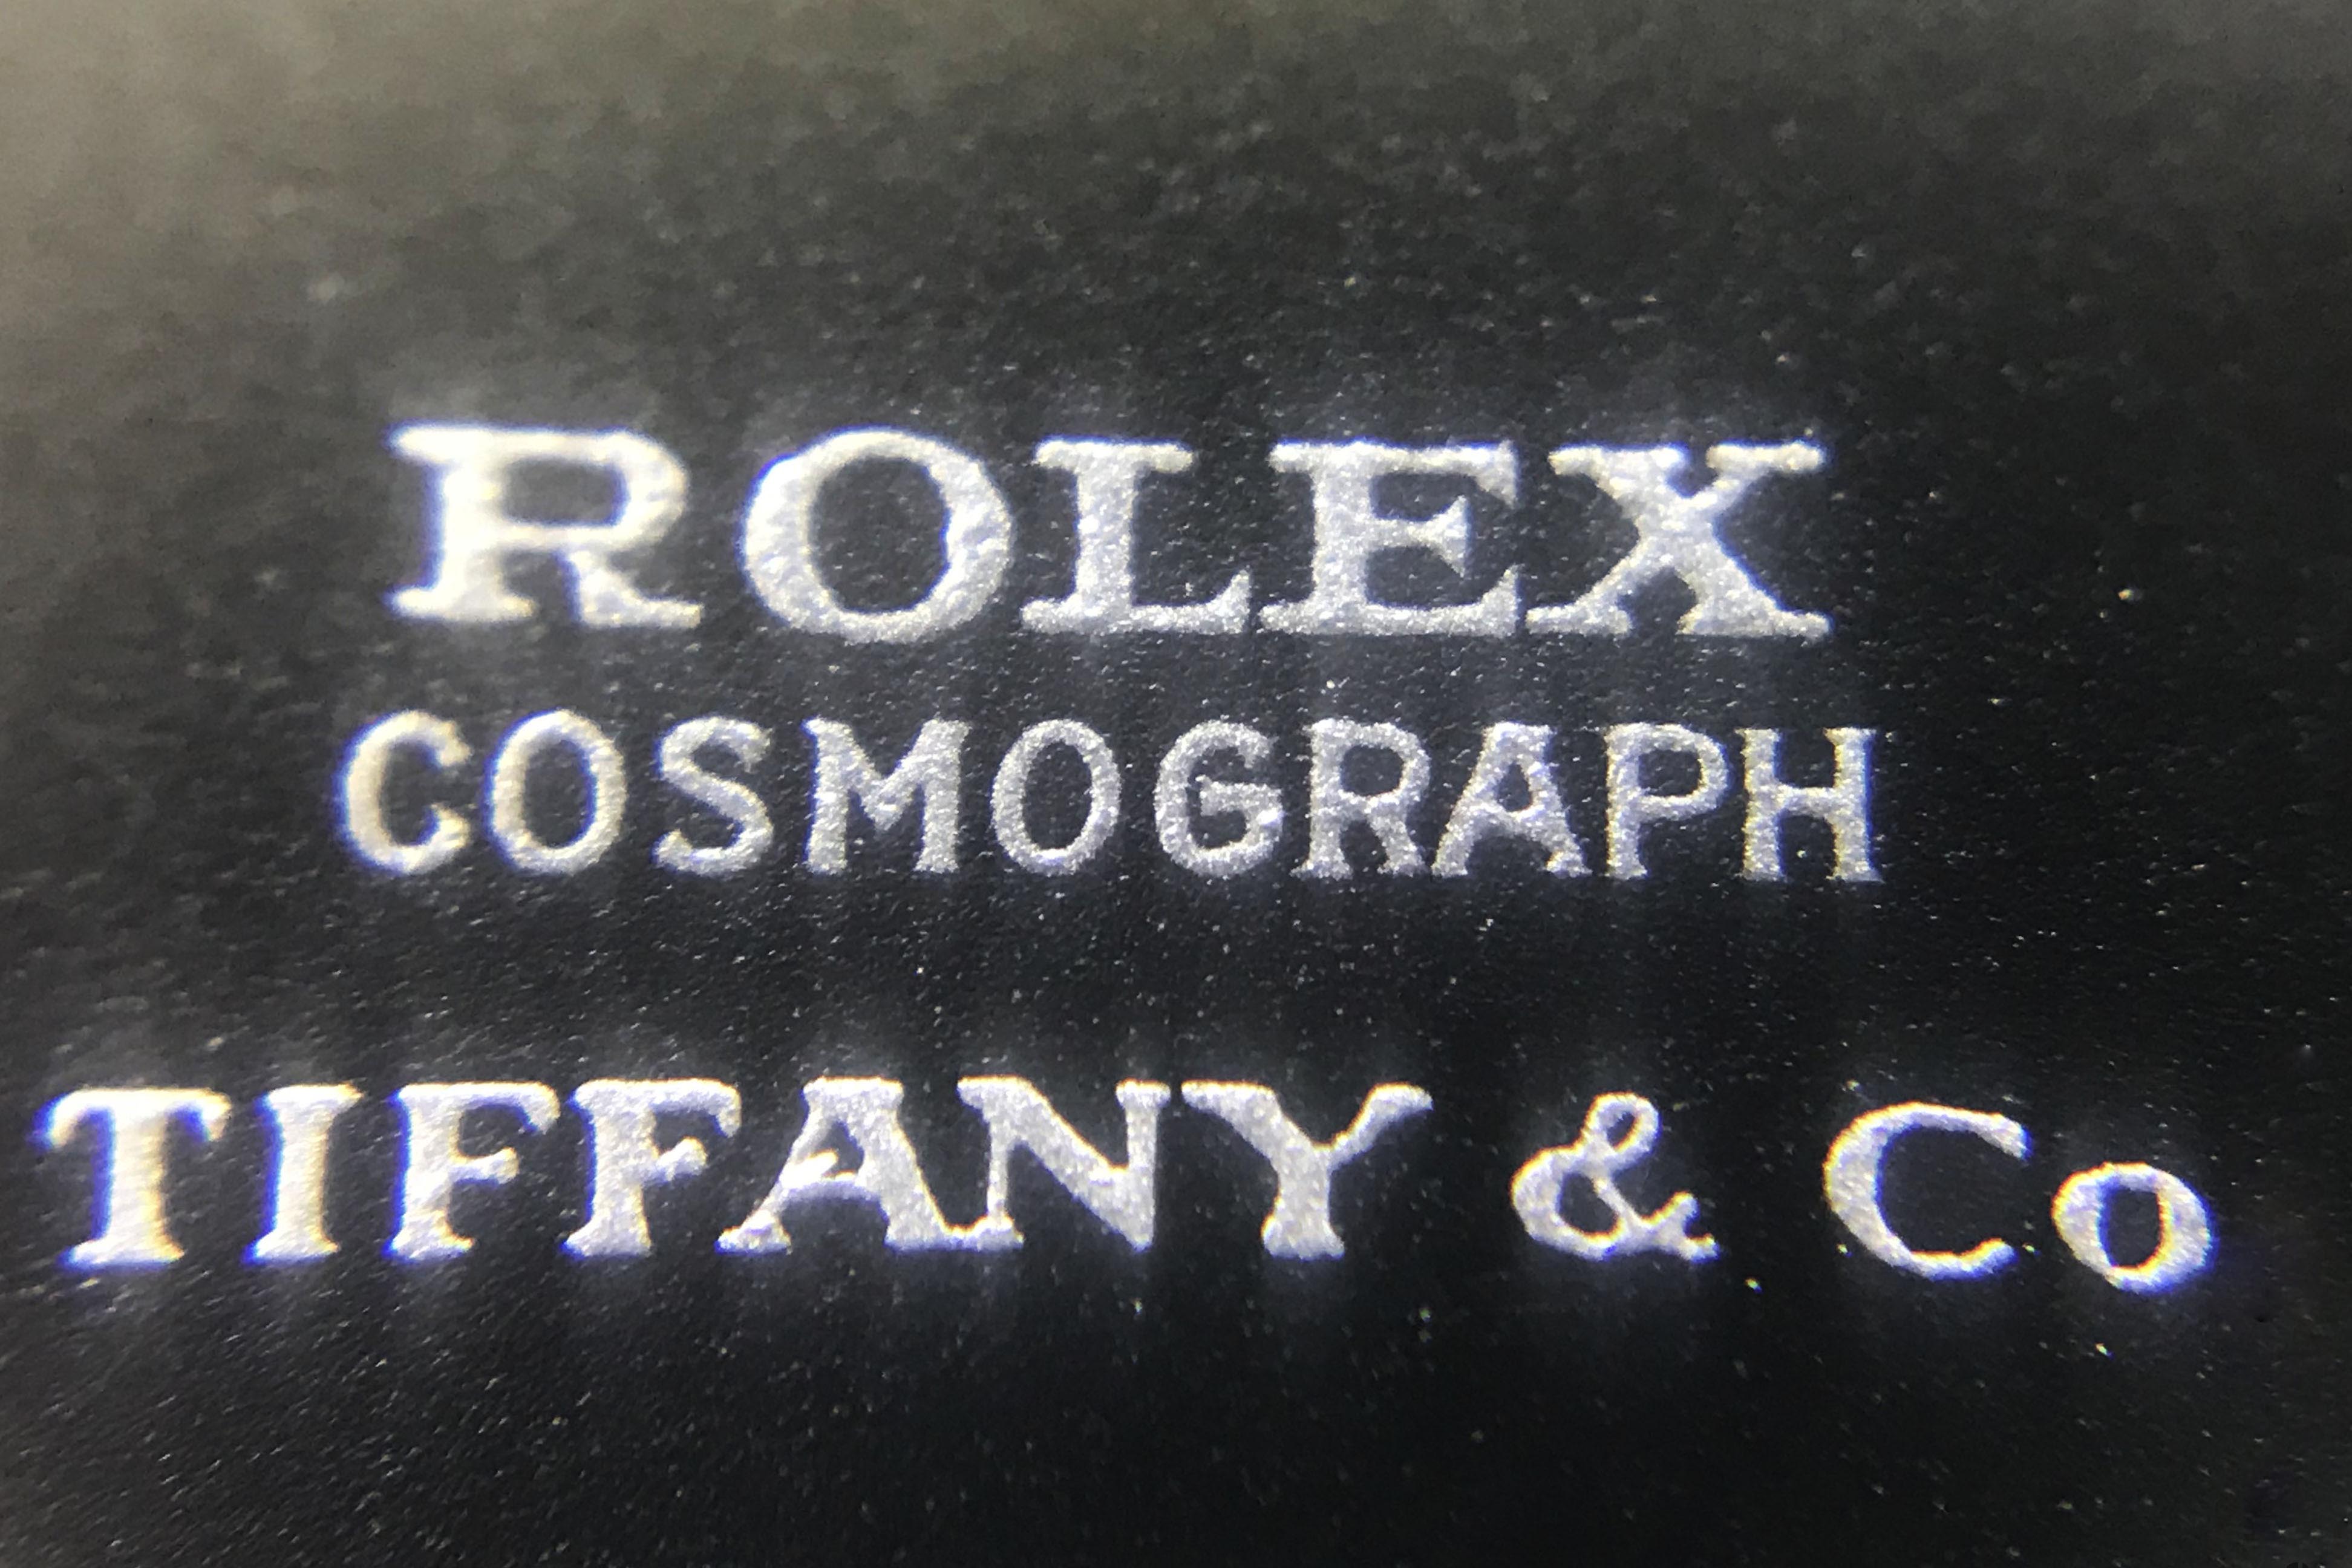 ROLEX
COSMOGRAPH
TIFFANY & Co